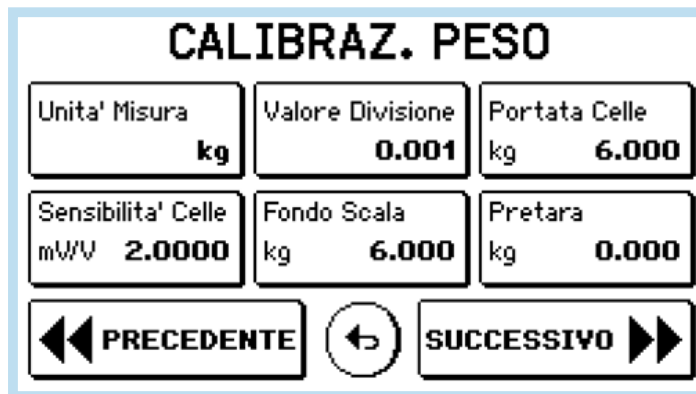 CALIBRAZ. PESO
Unita' Misura
kg
Valore Divisione
0.001
Portata Celle
kg 6.000
Sensibilita' Celle
mV/V 2.0000
Fondo Scala
kg 6.000
Pretara
kg 0.000
PRECEDENTE
SUCCESSIVO